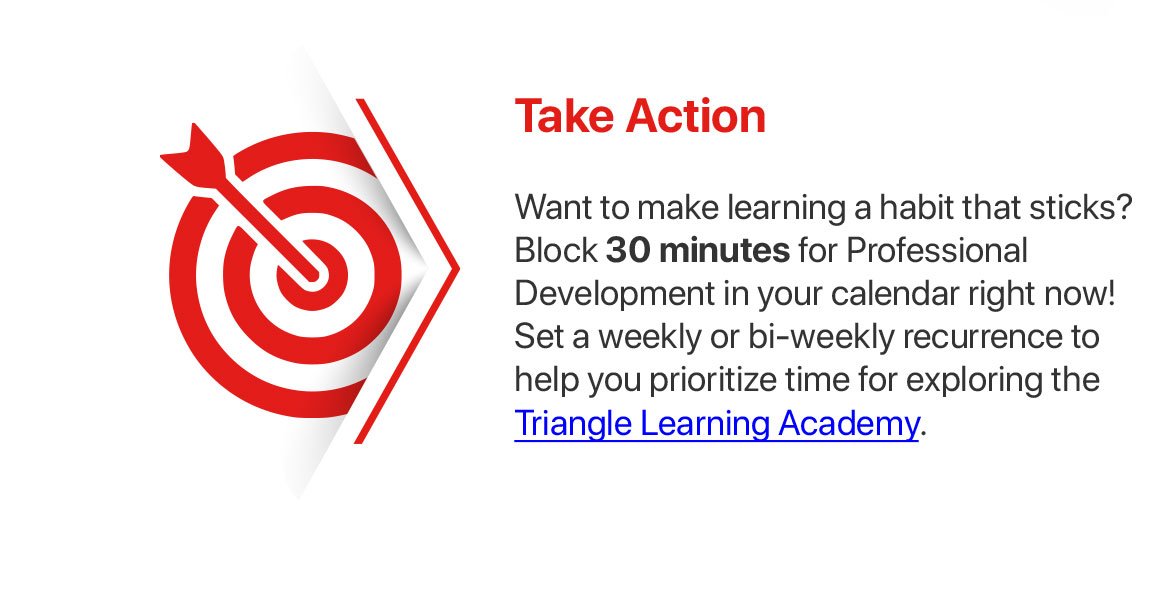 Take Action
Want to make learning a habit that sticks?
Block 30 minutes for Professional
Development in your calendar right now!
Set a weekly or bi-weekly recurrence to
help you prioritize time for exploring the
Triangle Learning Academy.